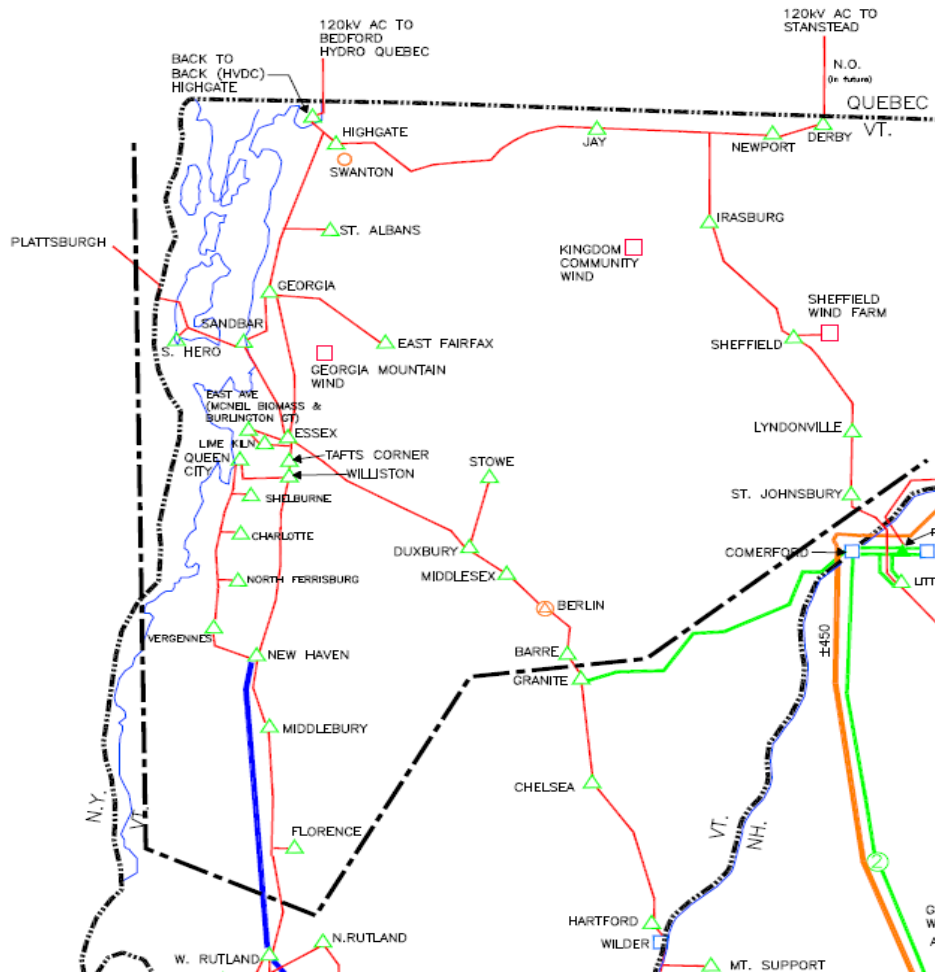 120kV AC TO
BEDFORD
HYDRO QUEBEC
120kV AC TO
STANSTEAD
BACK TO
BACK (HVDC)
HIGHGATE
N.O.
(in future)
QUEBEC
VT.
HIGHGATE
SWANTON
JAY
NEWPORT
DERBY
ST. ALBANS
IRASBURG
PLATTSBURGH
KINGDOM
COMMUNITY
WIND
GEORGIA
SHEFFIELD
WIND FARM
SANDBAR
S. HERO
EAST FAIRFAX
SHEFFIELD
GEORGIA MOUNTAIN
WIND
EAST AVE
(MCNEIL BIOMASS &
BURLINGTON GT)
ESSEX
LIME KILN
LYNDONVILLE
QUEEN
CITY
TAFTS CORNER
WILLISTON
STOWE
SHELBURNE
ST. JOHNSBURY
CHARLOTTE
DUXBURY
COMERFORD
MIDDLESEX
NORTH FERRISBURG
LITT
BERLIN
VERGENNES
±450
NEW HAVEN
BARRE
GRANITE
MIDDLEBURY
CHELSEA
N.Y.
VT.
VT.
NH.
FLORENCE
2
G
W
A
HARTFORD
WILDER
N.RUTLAND
W. RUTLAND
MT. SUPPORT